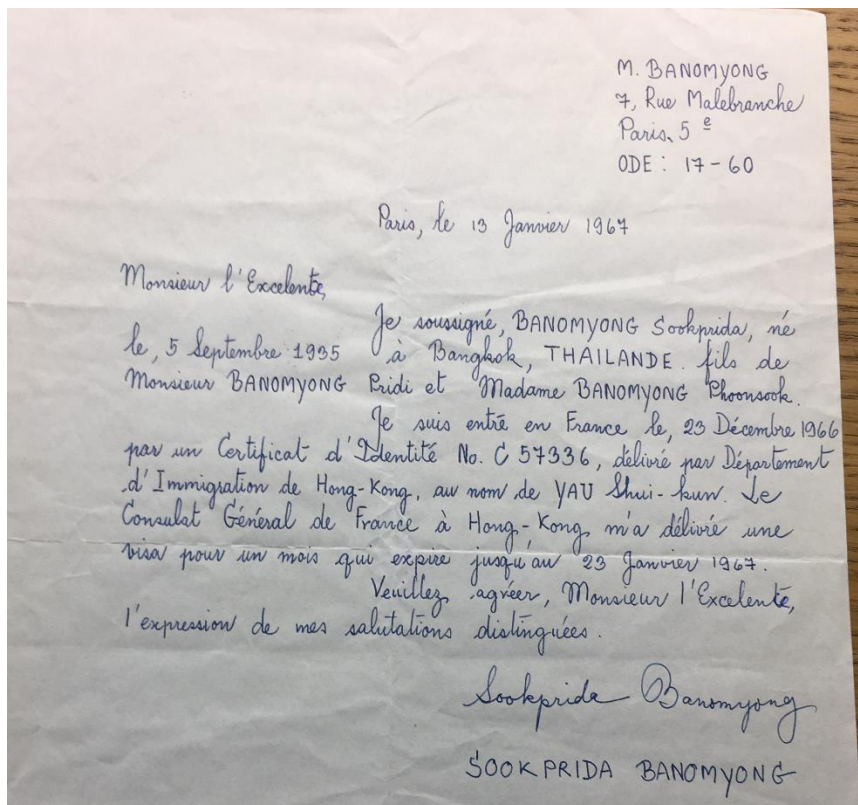 M. BANOMYONG
7, Rue Malebranche
Paris. 5e
ODE : 17-60
Paris, le 13 Janvier 1967
Monsieur l'Excelente,
Je soussigné, BANOMYONG Sookprida, né
le, 5 Septembre 1935 à Bangkok, THAILANDE. fils de
Monsieur BANOMYONG Pridi et Madame BANOMYONG Phoonsook.
Je suis entré en France le, 23 Décembre 1966
par un Certificat d'Identité No. C 57336, délivré par Département
d'Immigration de Hong-Kong, au nom de YAU Shui-kun. Le
Consulat Général de France à Hong-Kong m'a délivré une
visa pour un mois qui expire jusqu'au 23 Janvier 1967.
Veuillez agréer, Monsieur l'Excelente,
l'expression de mes salutations distinguées.
Sookprida Banomyong
SOOKPRIDA BANOMYONG